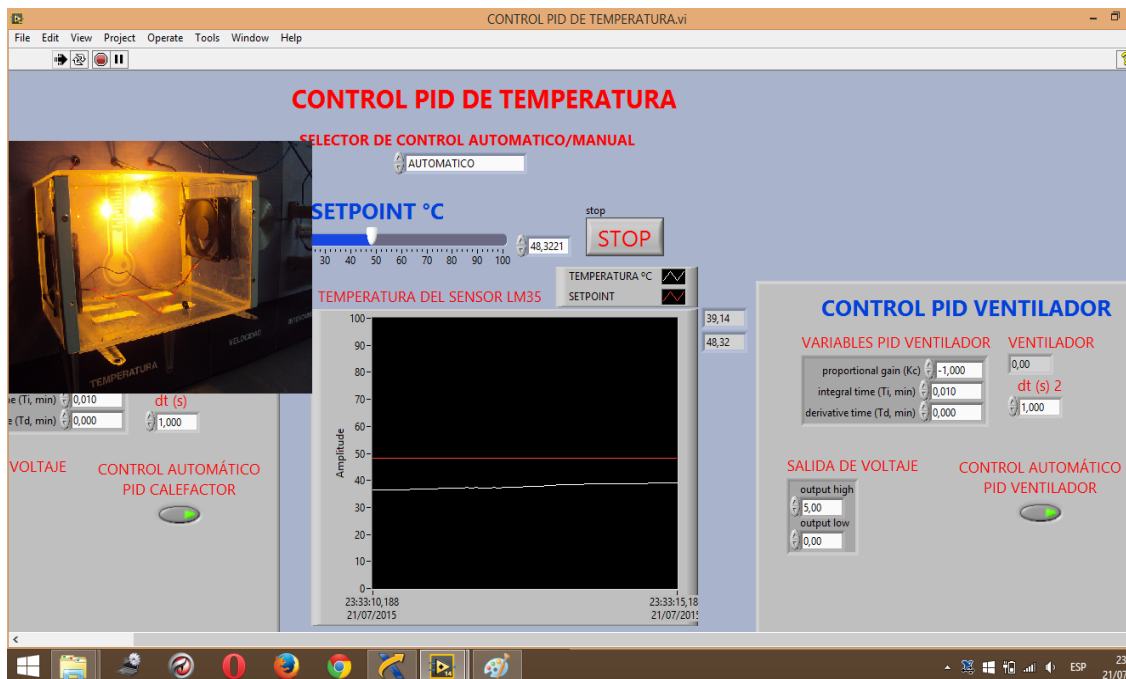 CONTROL PID DE TEMPERATURA.vi
File Edit View Project Operate Tools Window Help
CONTROL PID DE TEMPERATURA
SELECTOR DE CONTROL AUTOMATICO/MANUAL
AUTOMATICO
SETPOINT °C
stop
STOP
48,3221
30 40 50 60 70 80 90 100
TEMPERATURA ºC
SETPOINT
TEMPERATURA DEL SENSOR LM35
39,14
48,32
Amplitude
100
90
80
70
60
50
40
30
20
10
0
23:33:10,188
21/07/2015
23:33:15,18
21/07/201
TEMPERATURA
VELOCIDAD
(Ti, min) 0,010
(Td, min) 0,000
dt (s)
1,000
VOLTAJE
CONTROL AUTOMÁTICO
PID CALEFACTOR
CONTROL PID VENTILADOR
VARIABLES PID VENTILADOR
VENTILADOR
proportional gain (Kc) -1,000
integral time (Ti, min) 0,010
derivative time (Td, min) 0,000
0,00
dt (s) 2
1,000
SALIDA DE VOLTAJE
output high
5,00
output low
0,00
CONTROL AUTOMÁTICO
PID VENTILADOR
14
ESP
23
21/07